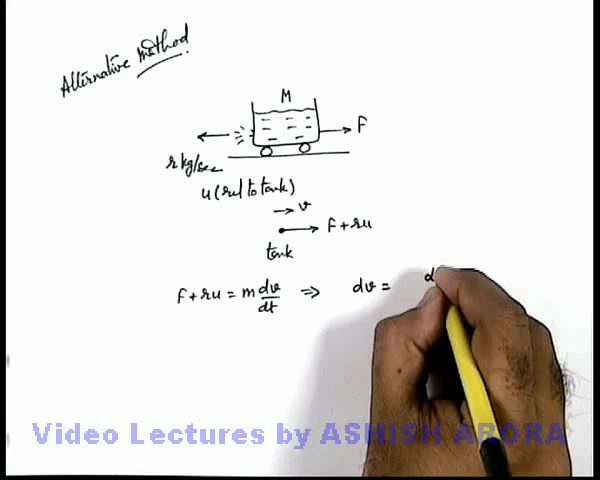 Alternative method
M
F
r kg/sec
u (rel to tank)
v
F + ru
tank
F + ru = m dv/dt ⇒ dv = d
Video Lectures by ASHISH ARORA